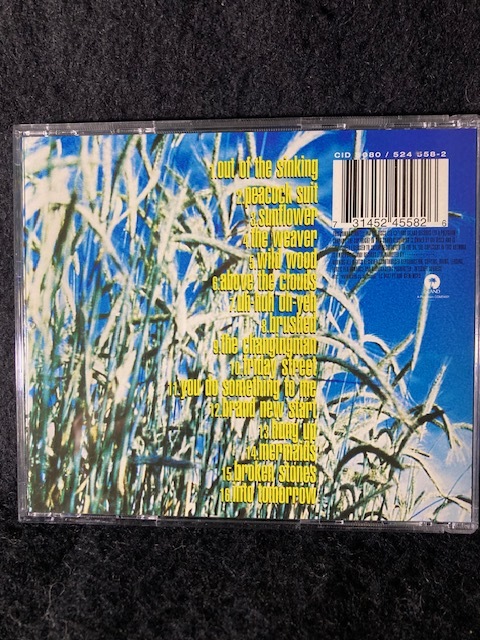 1.out of the sinking
2.peacock suit
3.sunflower
4.the weaver
5.wild wood
6.above the clouds
7.uh-huh oh-yeh
8.brushed
9.the changingman
10.friday street
11.you do something to me
12.brand new start
13.hung up
14.mermaids
15.broken stones
16.into tomorrow
CID 8080 / 524 558-2
7 31452 45582 6
ISLAND